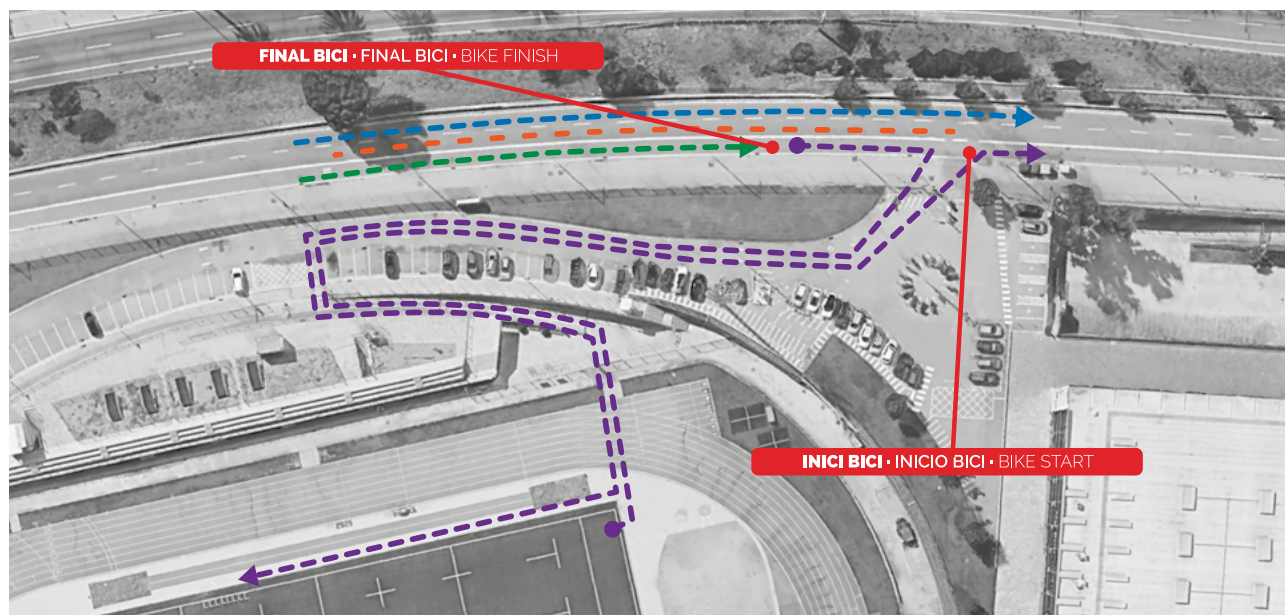 FINAL BICI · FINAL BICI · BIKE FINISH
INICI BICI · INICIO BICI · BIKE START